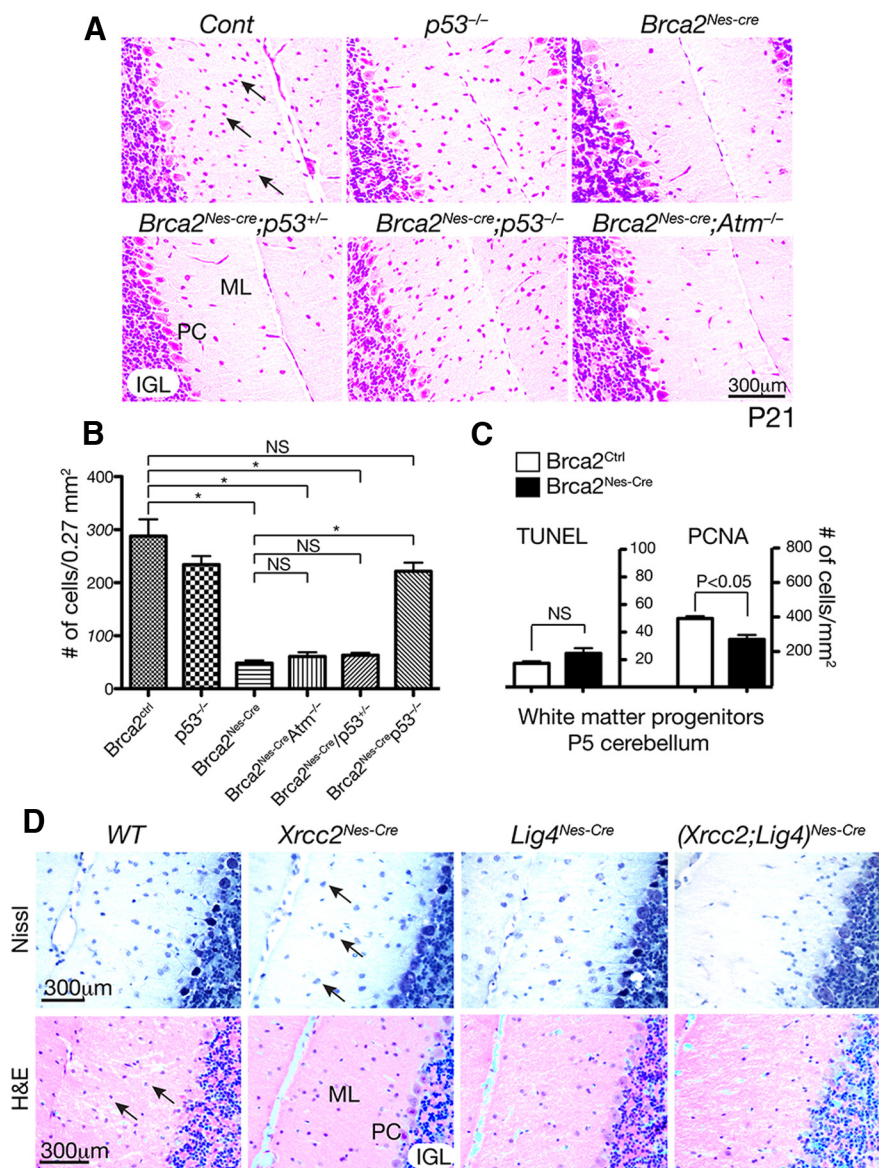 A
Cont
p53⁻/⁻
Brca2ᴺᵉˢ⁻ᶜʳᵉ
Brca2ᴺᵉˢ⁻ᶜʳᵉ;p53⁺/⁻
Brca2ᴺᵉˢ⁻ᶜʳᵉ;p53⁻/⁻
Brca2ᴺᵉˢ⁻ᶜʳᵉ;Atm⁻/⁻
ML
PC
IGL
300µm
P21
B
NS
*
*
*
*
NS
NS
# of cells/0.27 mm²
400
300
200
100
0
Brca2ᶜᵗʳˡ
p53⁻/⁻
Brca2ᴺᵉˢ⁻ᶜʳᵉ
Brca2ᴺᵉˢ⁻ᶜʳᵉAtm⁻/⁻
Brca2ᴺᵉˢ⁻ᶜʳᵉ/p53⁺/⁻
Brca2ᴺᵉˢ⁻ᶜʳᵉp53⁻/⁻
C
Brca2ᶜᵗʳˡ
Brca2ᴺᵉˢ⁻ᶜʳᵉ
TUNEL
NS
100
80
60
40
20
PCNA
P<0.05
800
600
400
200
# of cells/mm²
White matter progenitors
P5 cerebellum
D
WT
Xrcc2ᴺᵉˢ⁻ᶜʳᵉ
Lig4ᴺᵉˢ⁻ᶜʳᵉ
(Xrcc2;Lig4)ᴺᵉˢ⁻ᶜʳᵉ
Nissl
300µm
H&E
300µm
ML
PC
IGL